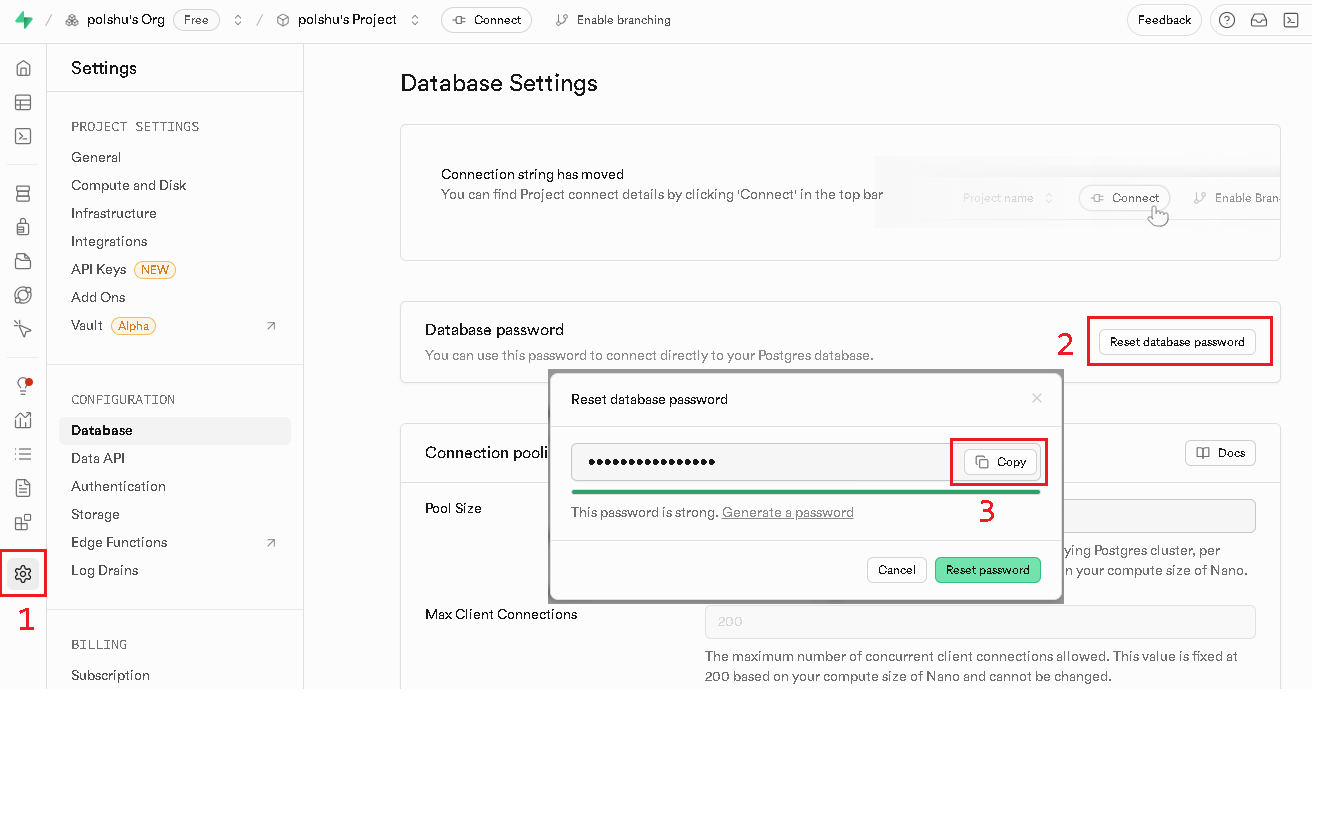 / polshu's Org Free / polshu's Project Connect Enable branching Feedback
Settings
PROJECT SETTINGS
General
Compute and Disk
Infrastructure
Integrations
API Keys NEW
Add Ons
Vault Alpha
CONFIGURATION
Database
Data API
Authentication
Storage
Edge Functions
Log Drains
BILLING
Subscription
1
Database Settings
Connection string has moved
You can find Project connect details by clicking 'Connect' in the top bar
Project name Connect Enable Bran
Database password
You can use this password to connect directly to your Postgres database.
2
Reset database password
Reset database password
••••••••••••••••
Copy
3
This password is strong. Generate a password
Cancel Reset password
Connection pooli
Docs
Pool Size
ying Postgres cluster, per
n your compute size of Nano.
Max Client Connections
200
The maximum number of concurrent client connections allowed. This value is fixed at
200 based on your compute size of Nano and cannot be changed.